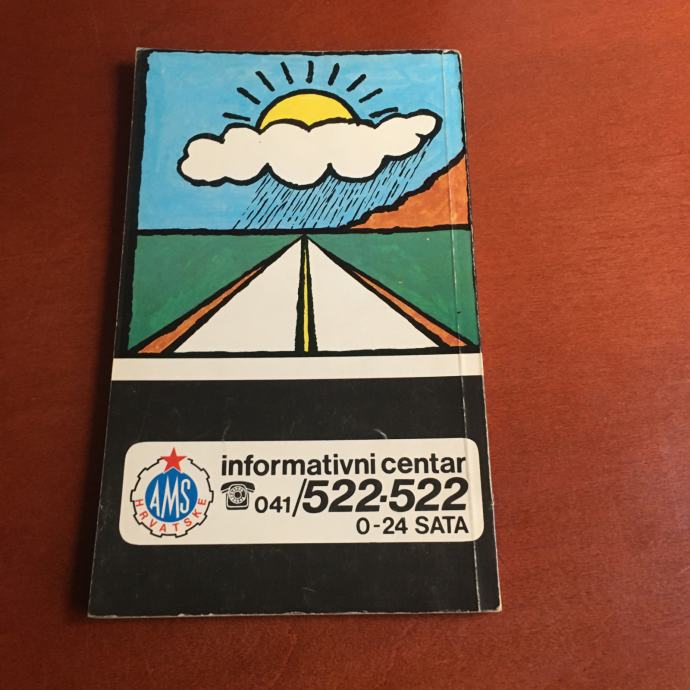 AMS
HRVATSKE
informativni centar
041/522-522
0-24 SATA